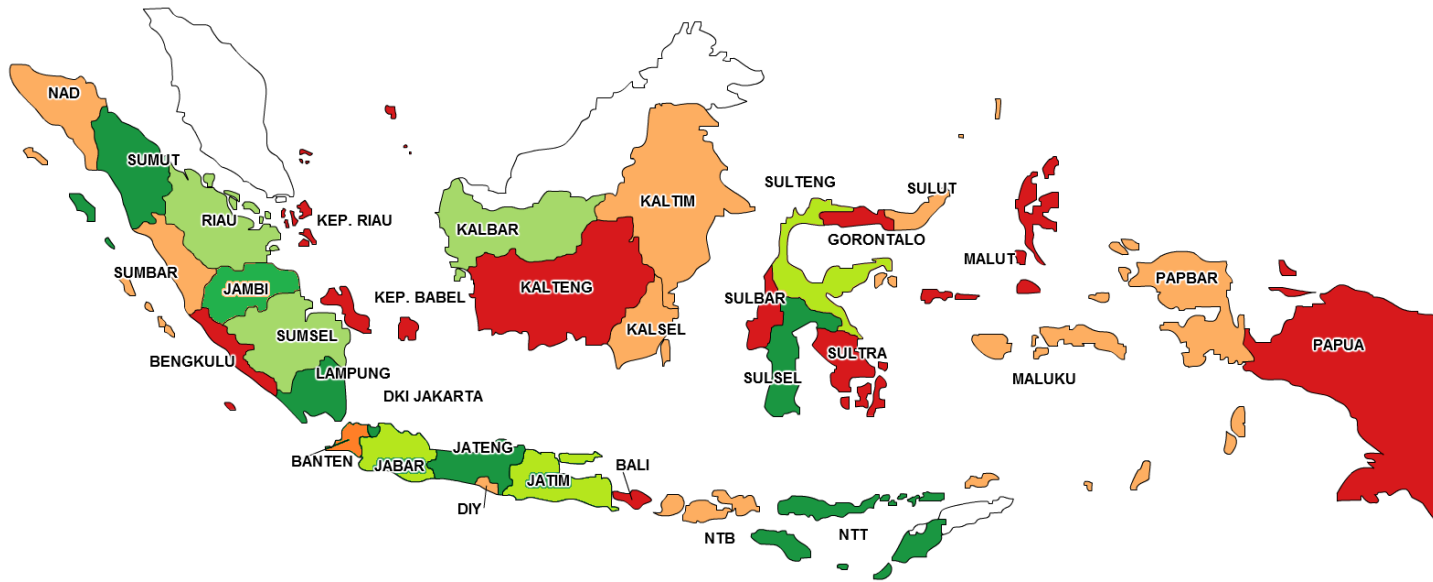 NAD
SUMUT
RIAU
KEP. RIAU
SUMBAR
JAMBI
KEP. BABEL
SUMSEL
BENGKULU
LAMPUNG
DKI JAKARTA
BANTEN
JABAR
JATENG
DIY
JATIM
BALI
NTB
NTT
KALBAR
KALTENG
KALTIM
KALSEL
SULTENG
SULUT
GORONTALO
SULBAR
SULSEL
SULTRA
MALUT
MALUKU
PAPBAR
PAPUA